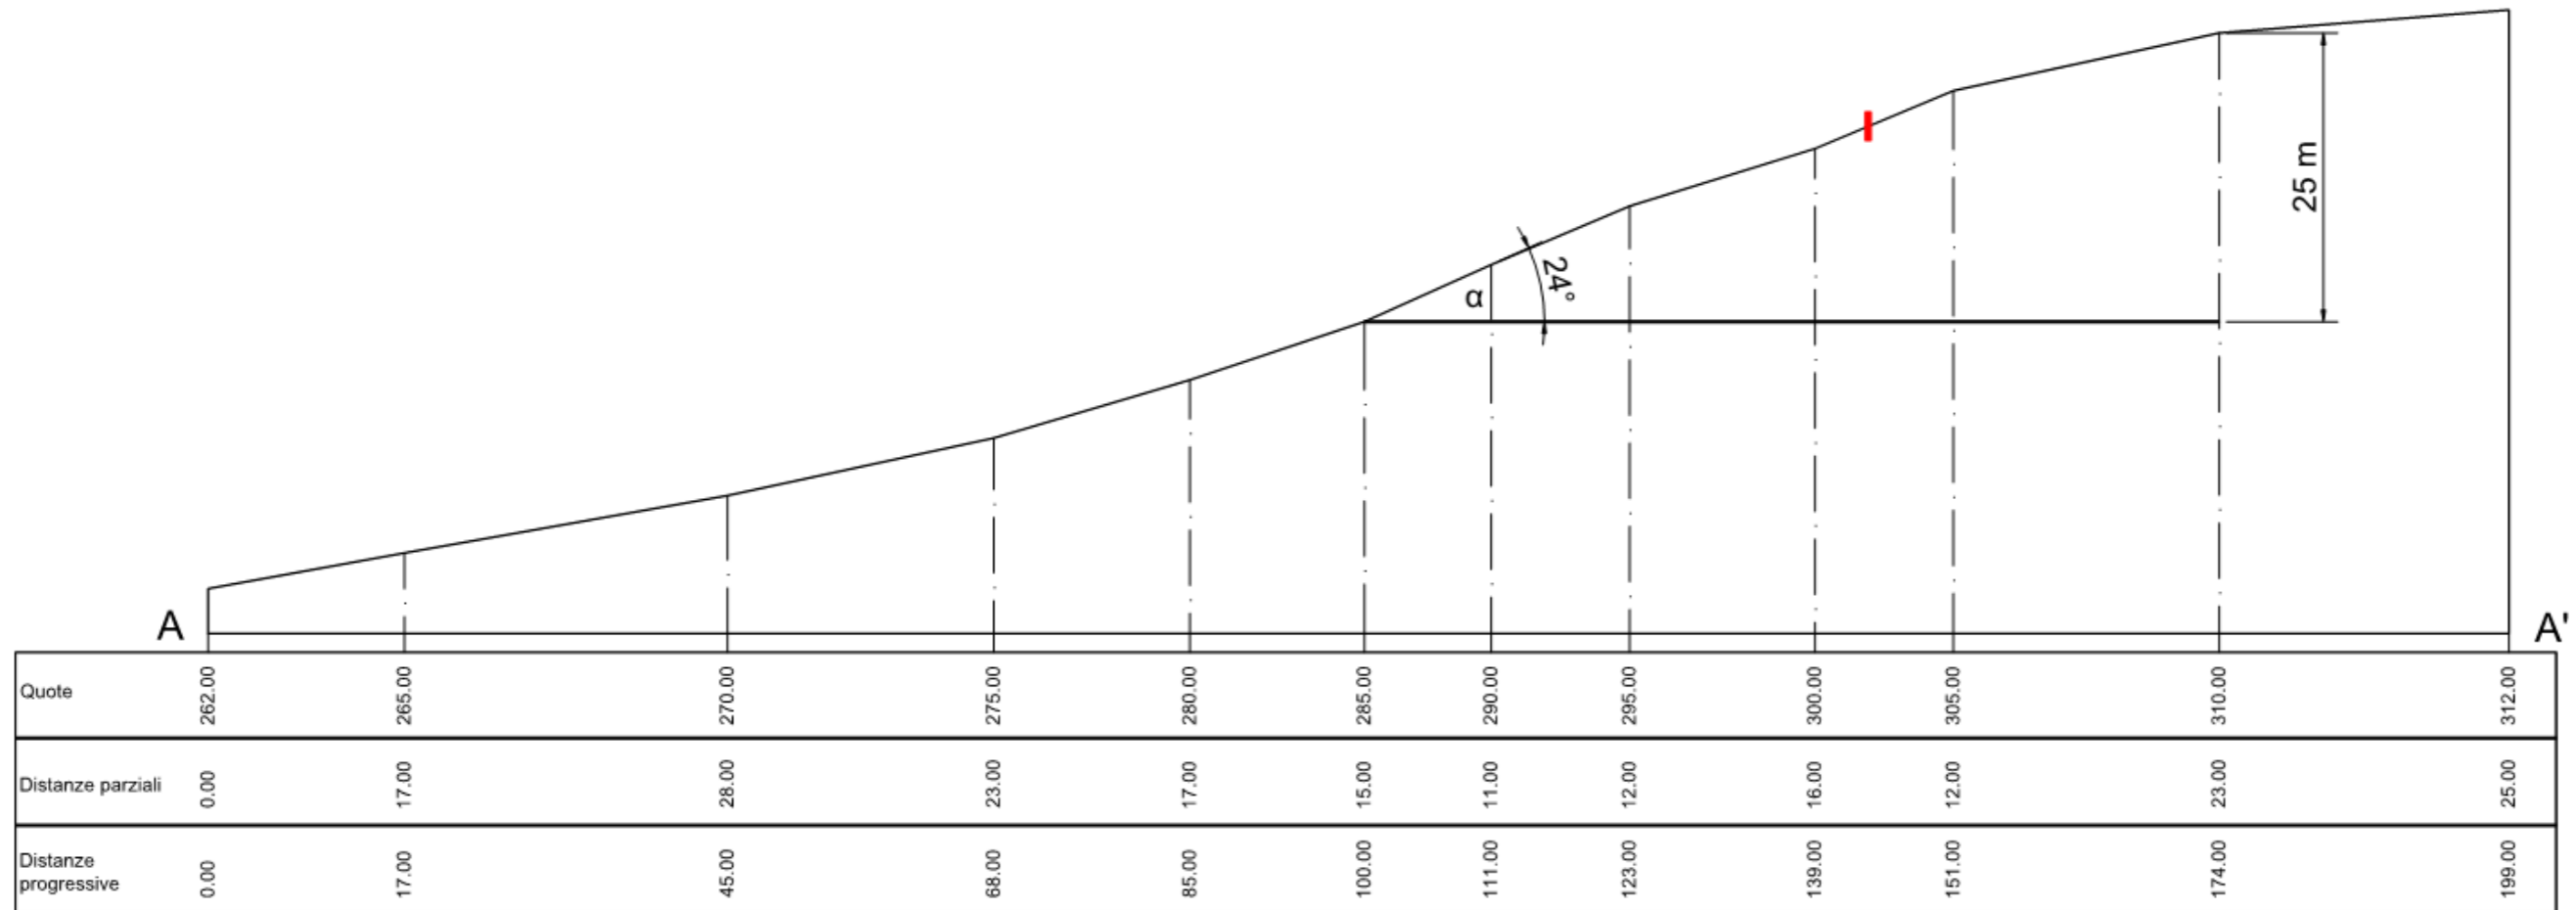 25 m
24°
α
A
A'
Quote 262.00 265.00 270.00 275.00 280.00 285.00 290.00 295.00 300.00 305.00 310.00 312.00
Distanze parziali 0.00 17.00 28.00 23.00 17.00 15.00 11.00 12.00 16.00 12.00 23.00 25.00
Distanze
progressive 0.00 17.00 45.00 68.00 85.00 100.00 111.00 123.00 139.00 151.00 174.00 199.00